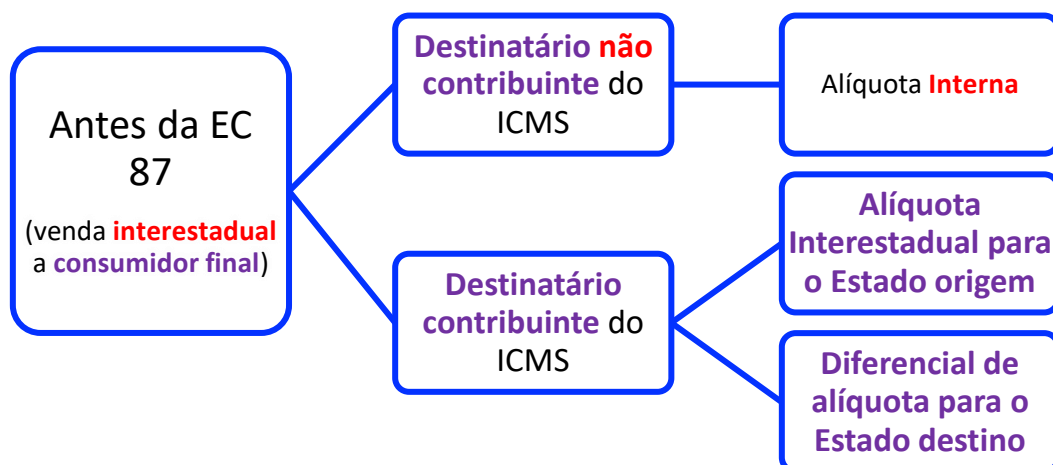 Antes da EC
87
(venda interestadual
a consumidor final)
Destinatário não
contribuinte do
ICMS
Alíquota Interna
Destinatário
contribuinte do
ICMS
Alíquota
Interestadual para
o Estado origem
Diferencial de
alíquota para o
Estado destino